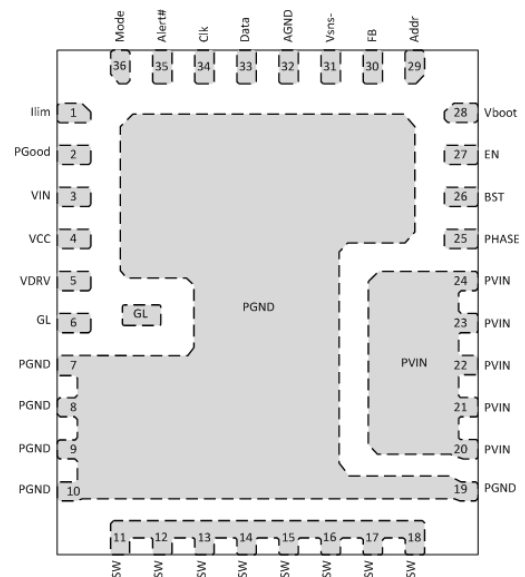 Mode Alert# Clk Data AGND Vsns- FB Addr
36 35 34 33 32 31 30 29
Ilim 1 28 Vboot
PGood 2 27 EN
VIN 3 26 BST
VCC 4 25 PHASE
VDRV 5 24 PVIN
GL 6 GL PGND 23 PVIN
PGND 7 PVIN 22 PVIN
PGND 8 21 PVIN
PGND 9 20 PVIN
PGND 10 19 PGND
11 12 13 14 15 16 17 18
SW SW SW SW SW SW SW SW